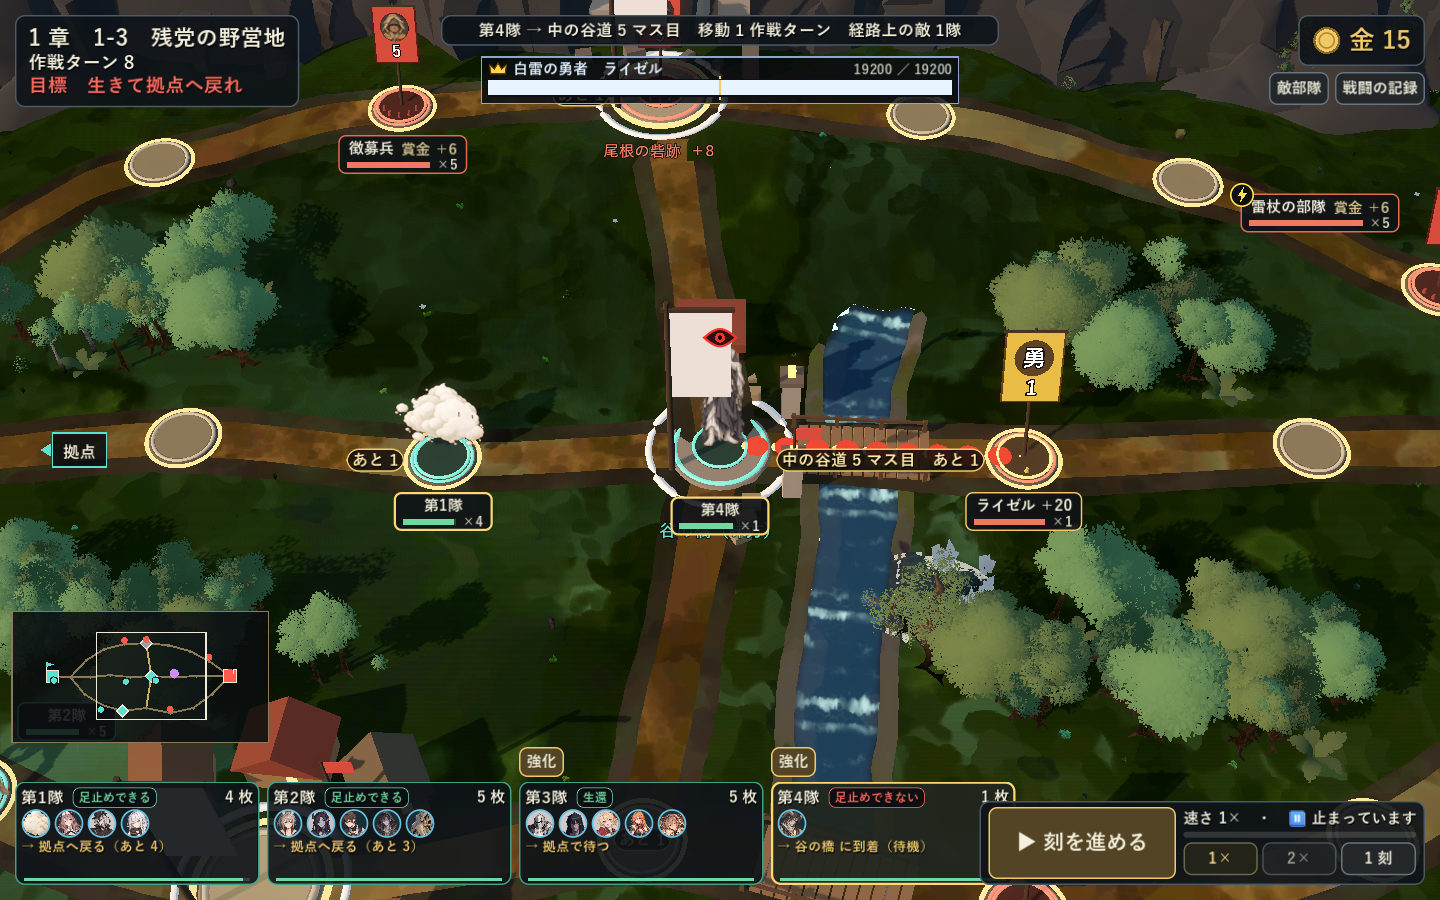 1 章 1-3 残党の野営地
作戦ターン 8
目標 生きて拠点へ戻れ
5
徴募兵 賞金 +6
×5
第4隊 → 中の谷道 5 マス目 移動 1 作戦ターン 経路上の敵 1隊
白雷の勇者 ライゼル 19200 ／ 19200
尾根の砦跡 +8
金 15
敵部隊
戦闘の記録
雷杖の部隊 賞金 +6
×5
勇
1
拠点
あと 1
中の谷道 5 マス目 あと 1
第1隊
×4
第4隊
×1
ライゼル +20
×1
第2隊
×5
強化
強化
第1隊 足止めできる 4 枚
→ 拠点へ戻る（あと 4）
第2隊 足止めできる 5 枚
→ 拠点へ戻る（あと 3）
第3隊 生還 5 枚
→ 拠点で待つ
第4隊 足止めできない 1 枚
→ 谷の橋 に到着（待機）
▶ 刻を進める
速さ 1× ・ 止まっています
1×
2×
1 刻